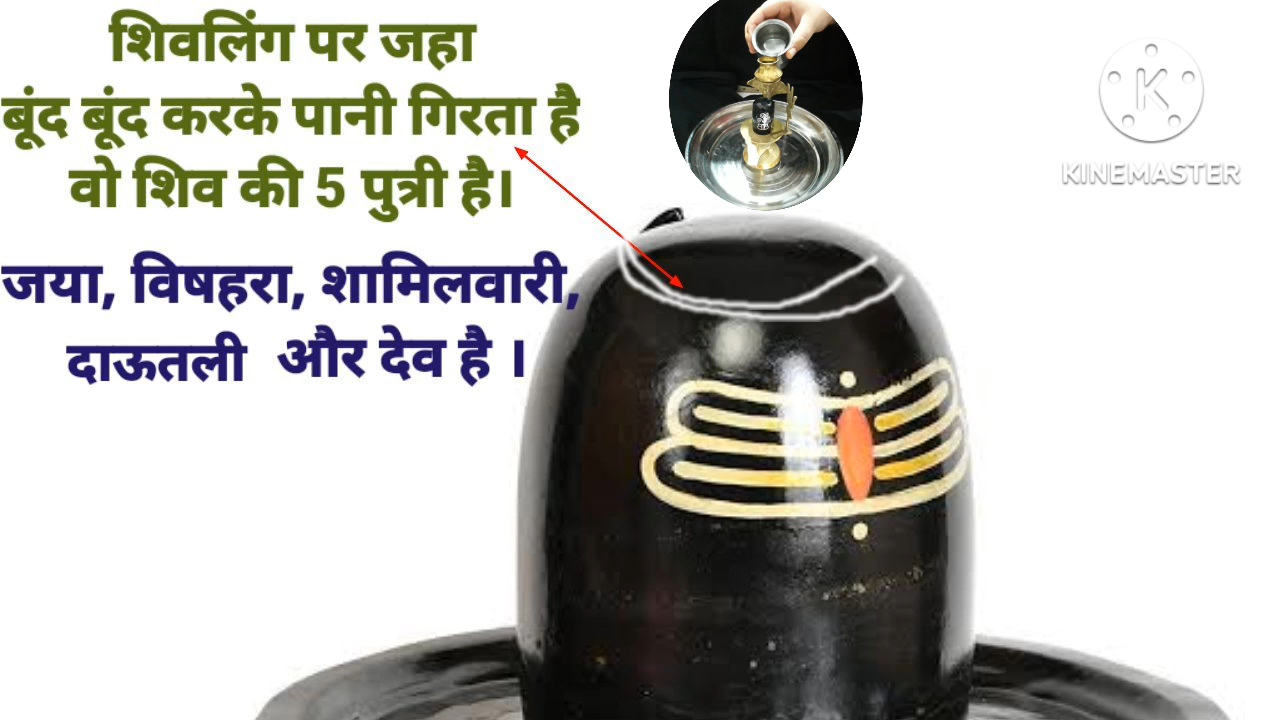 शिवलिंग पर जहा
बूंद बूंद करके पानी गिरता है
वो शिव की 5 पुत्री है।
जया, विषहरा, शामिलवारी,
दाऊतली और देव है ।
K
KINEMASTER